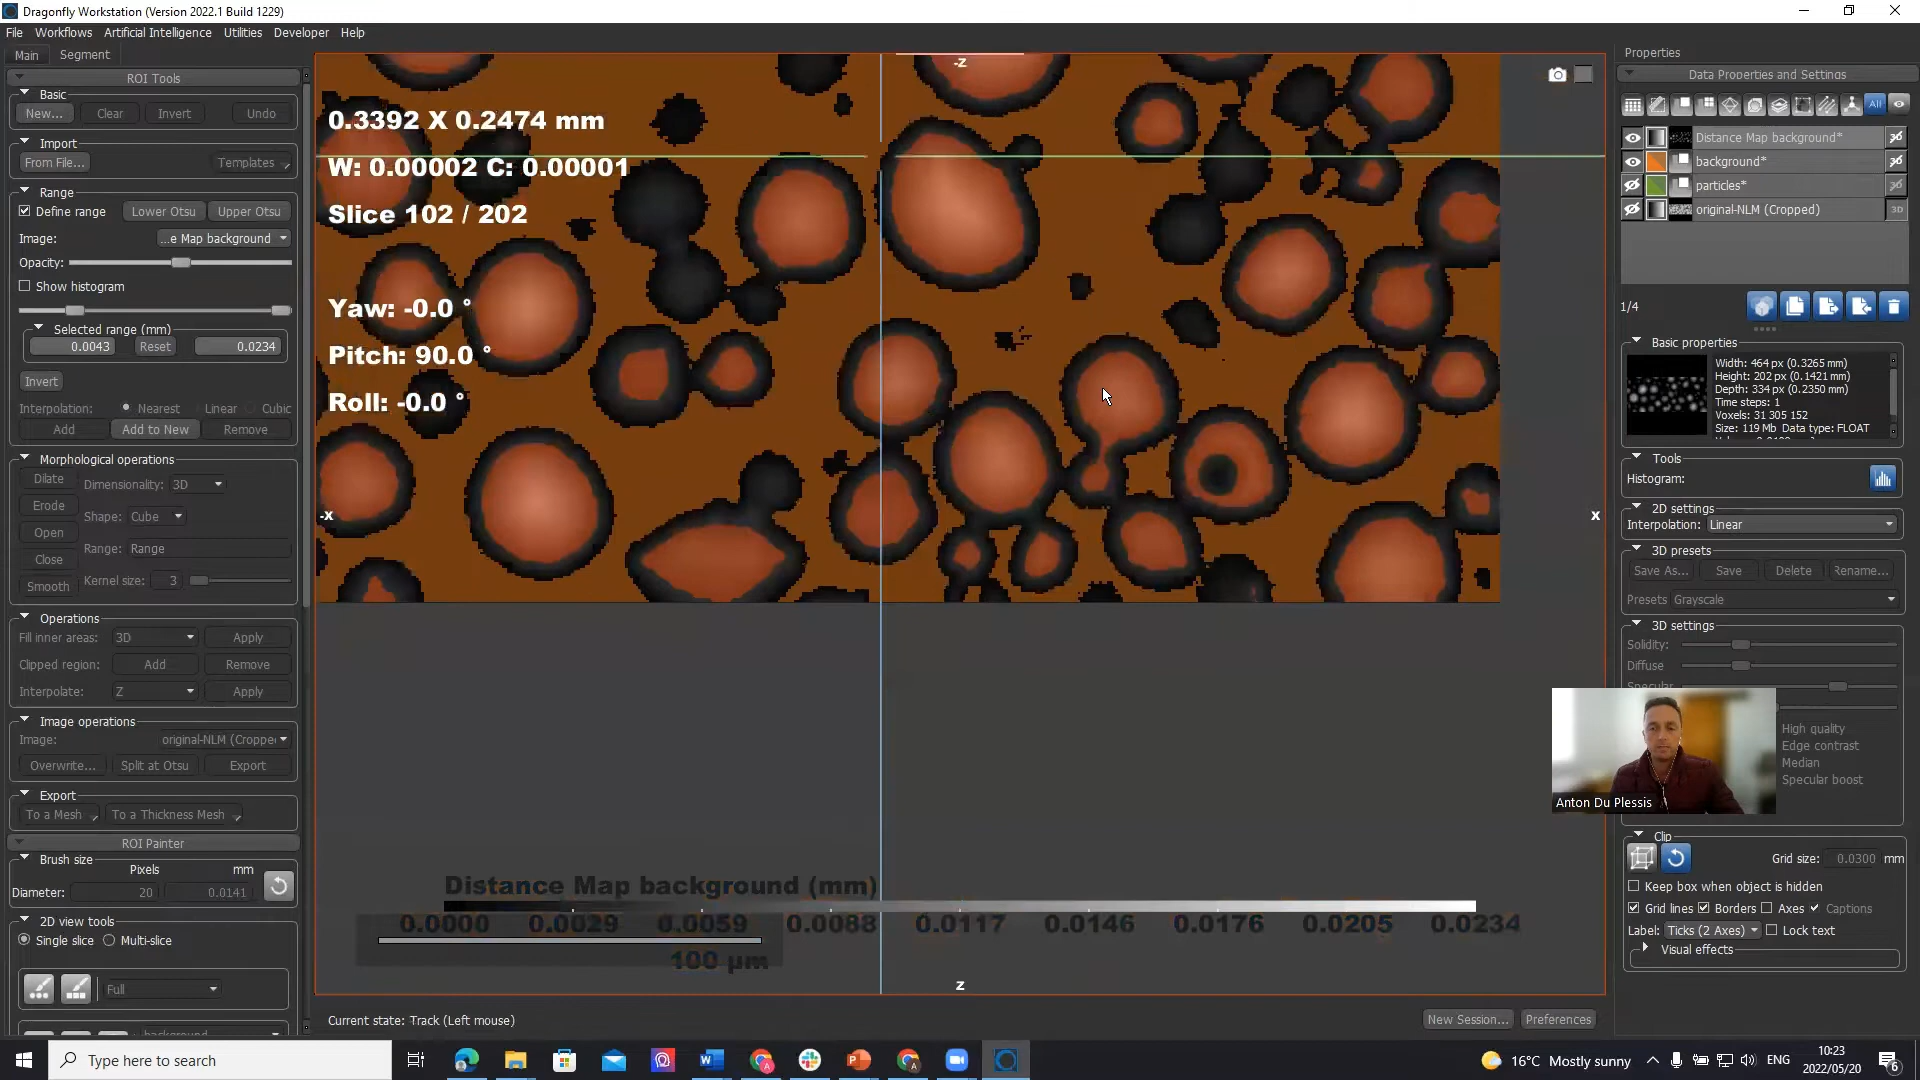 Dragonfly Workstation (Version 2022.1 Build 1229)
File Workflows Artificial Intelligence Utilities Developer Help
Main Segment
ROI Tools
Basic
New... Clear Invert Undo
Import
From File... Templates
Range
Define range Lower Otsu Upper Otsu
Image: ...e Map background
Opacity:
Show histogram
Selected range (mm)
0.0043 Reset 0.0234
Invert
Interpolation: Nearest Linear Cubic
Add Add to New Remove
Morphological operations
Dilate Dimensionality: 3D
Erode
Shape: Cube
Open
Range: Range
Close
Smooth Kernel size: 3
Operations
Fill inner areas: 3D Apply
Clipped region: Add Remove
Interpolate: Z Apply
Image operations
Image: original-NLM (Cropped
Overwrite... Split at Otsu Export
Export
To a Mesh To a Thickness Mesh
ROI Painter
Brush size
Pixels mm
Diameter: 20 0.0141
2D view tools
Single slice Multi-slice
Full
background
0.3392 X 0.2474 mm
W: 0.00002 C: 0.00001
Slice 102 / 202
Yaw: -0.0 °
Pitch: 90.0 °
Roll: -0.0 °
-Z
-X
X
Z
Distance Map background (mm)
0.0000 0.0029 0.0059 0.0088 0.0117 0.0146 0.0176 0.0205 0.0234
100 µm
Current state: Track (Left mouse)
New Session... Preferences
Properties
Data Properties and Settings
All
Distance Map background*
background*
particles*
original-NLM (Cropped)
3D
1/4
Basic properties
Width: 464 px (0.3265 mm)
Height: 202 px (0.1421 mm)
Depth: 334 px (0.2350 mm)
Time steps: 1
Voxels: 31 305 152
Size: 119 Mb Data type: FLOAT
Tools
Histogram:
2D settings
Interpolation: Linear
3D presets
Save As... Save Delete Rename...
Presets Grayscale
3D settings
Solidity:
Diffuse
Specular
High quality
Edge contrast
Median
Specular boost
Anton Du Plessis
Clip
Grid size: 0.0300 mm
Keep box when object is hidden
Grid lines Borders Axes Captions
Label: Ticks (2 Axes) Lock text
Visual effects
Type here to search
16°C Mostly sunny
ENG
10:23
2022/05/20
6